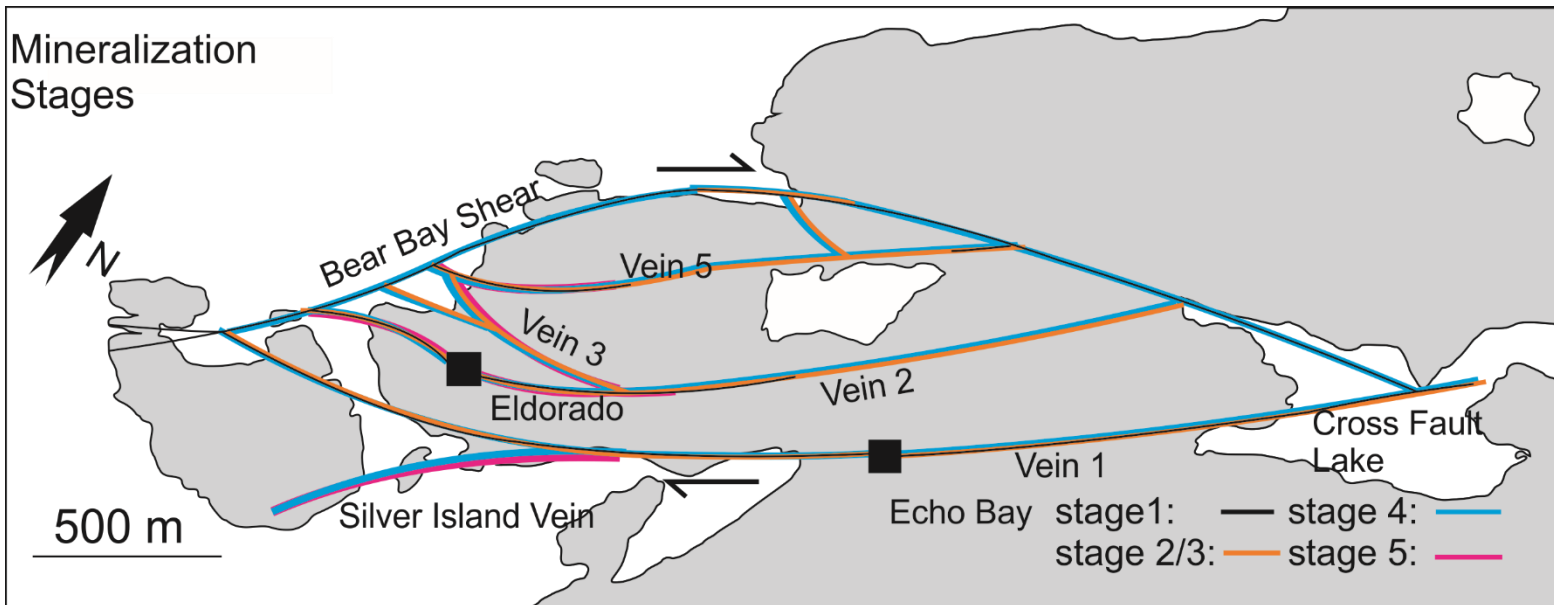 Mineralization
Stages
N
Bear Bay Shear
Vein 5
Vein 3
Vein 2
Eldorado
Vein 1
Cross Fault
Lake
Silver Island Vein
500 m
Echo Bay
stage1: stage 4:
stage 2/3: stage 5: